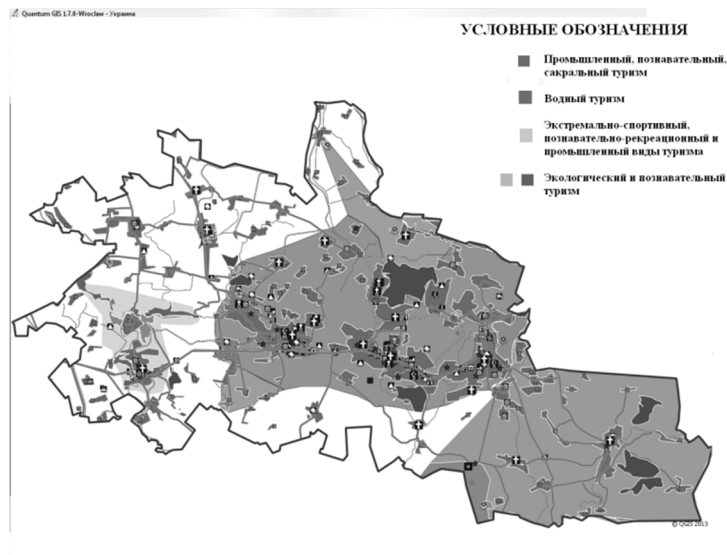 Quantum GIS 1.7.0-Wroclaw - Украина
УСЛОВНЫЕ ОБОЗНАЧЕНИЯ
Промышленный, познавательный,
сакральный туризм
Водный туризм
Экстремально-спортивный,
познавательно-рекреационный и
промышленный виды туризма
Экологический и познавательный
туризм
© QGIS 2013